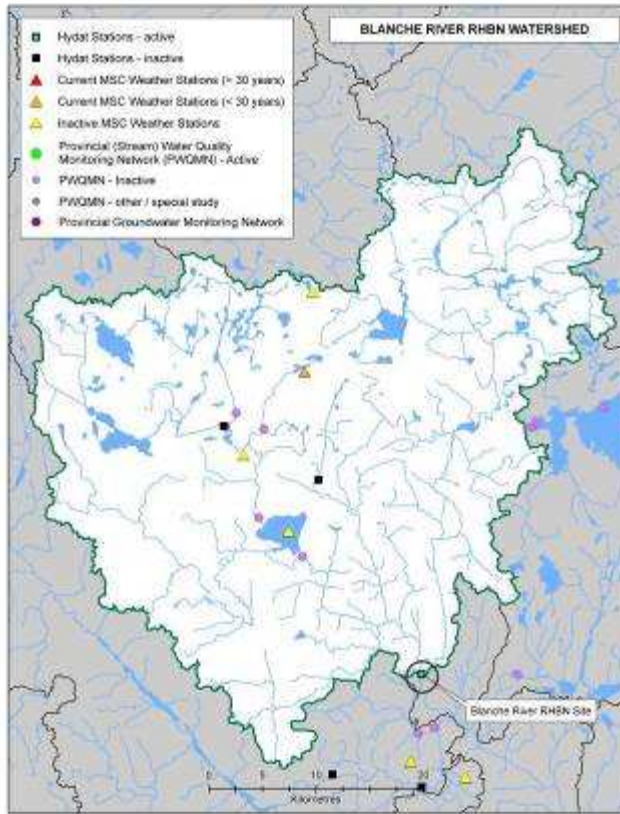 BLANCHE RIVER RHBN WATERSHED
Hydat Stations - active
Hydat Stations - inactive
Current MSC Weather Stations (> 30 years)
Current MSC Weather Stations (< 30 years)
Inactive MSC Weather Stations
Provincial (Stream) Water Quality
Monitoring Network (PWQMN) - Active
PWQMN - Inactive
PWQMN - other / special study
Provincial Groundwater Monitoring Network
Blanche River RHBN Site
0 5 10 20
Kilometres